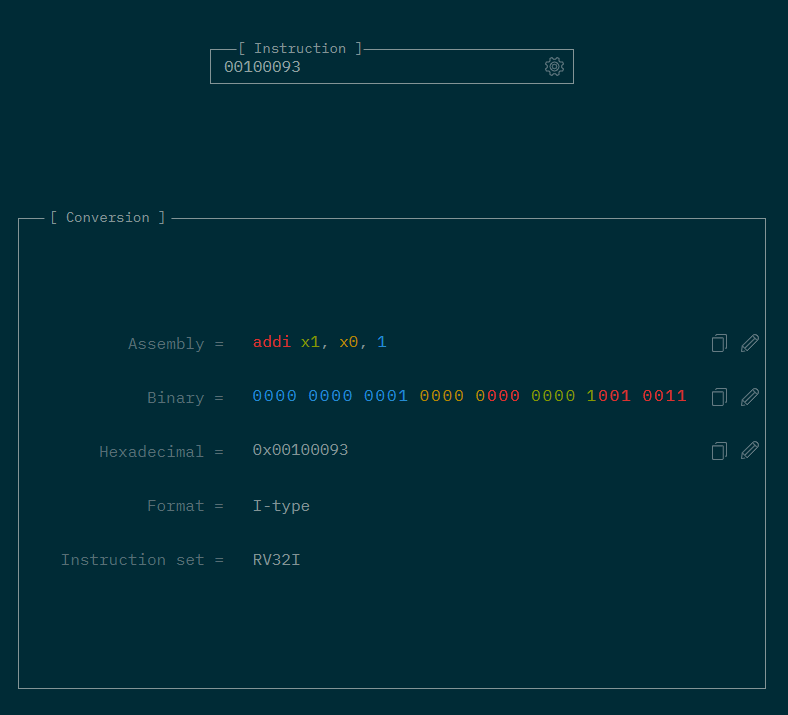 [ Instruction ]
00100093
[ Conversion ]
Assembly = addi x1, x0, 1
Binary = 0000 0000 0001 0000 0000 0000 1001 0011
Hexadecimal = 0x00100093
Format = I-type
Instruction set = RV32I